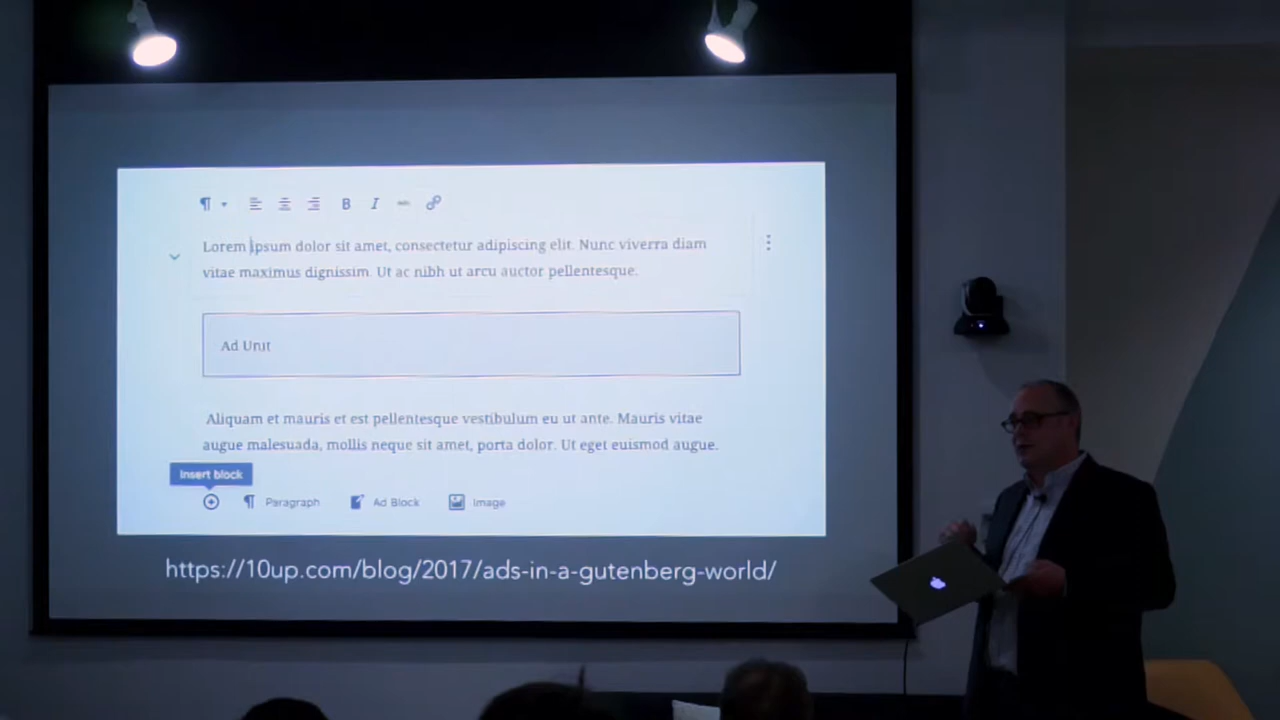 B I
Lorem ipsum dolor sit amet, consectetur adipiscing elit. Nunc viverra diam
vitae maximus dignissim. Ut ac nibh ut arcu auctor pellentesque.
Ad Unit
Aliquam et mauris et est pellentesque vestibulum eu ut ante. Mauris vitae
augue malesuada, mollis neque sit amet, porta dolor. Ut eget euismod augue.
Insert block
Paragraph Ad Block Image
https://10up.com/blog/2017/ads-in-a-gutenberg-world/